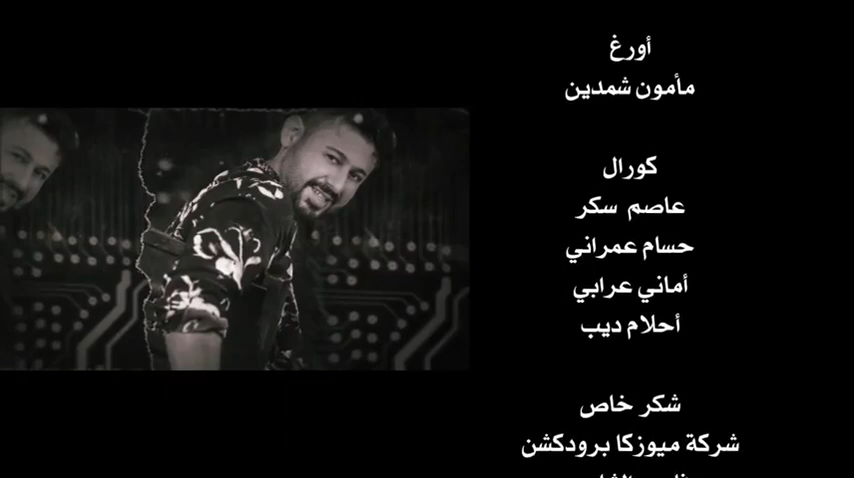 أورغ
مأمون شمدين
كورال
عاصم سكر
حسام عمراني
أماني عرابي
أحلام ديب
شكر خاص
شركة ميوزكا برودكشن